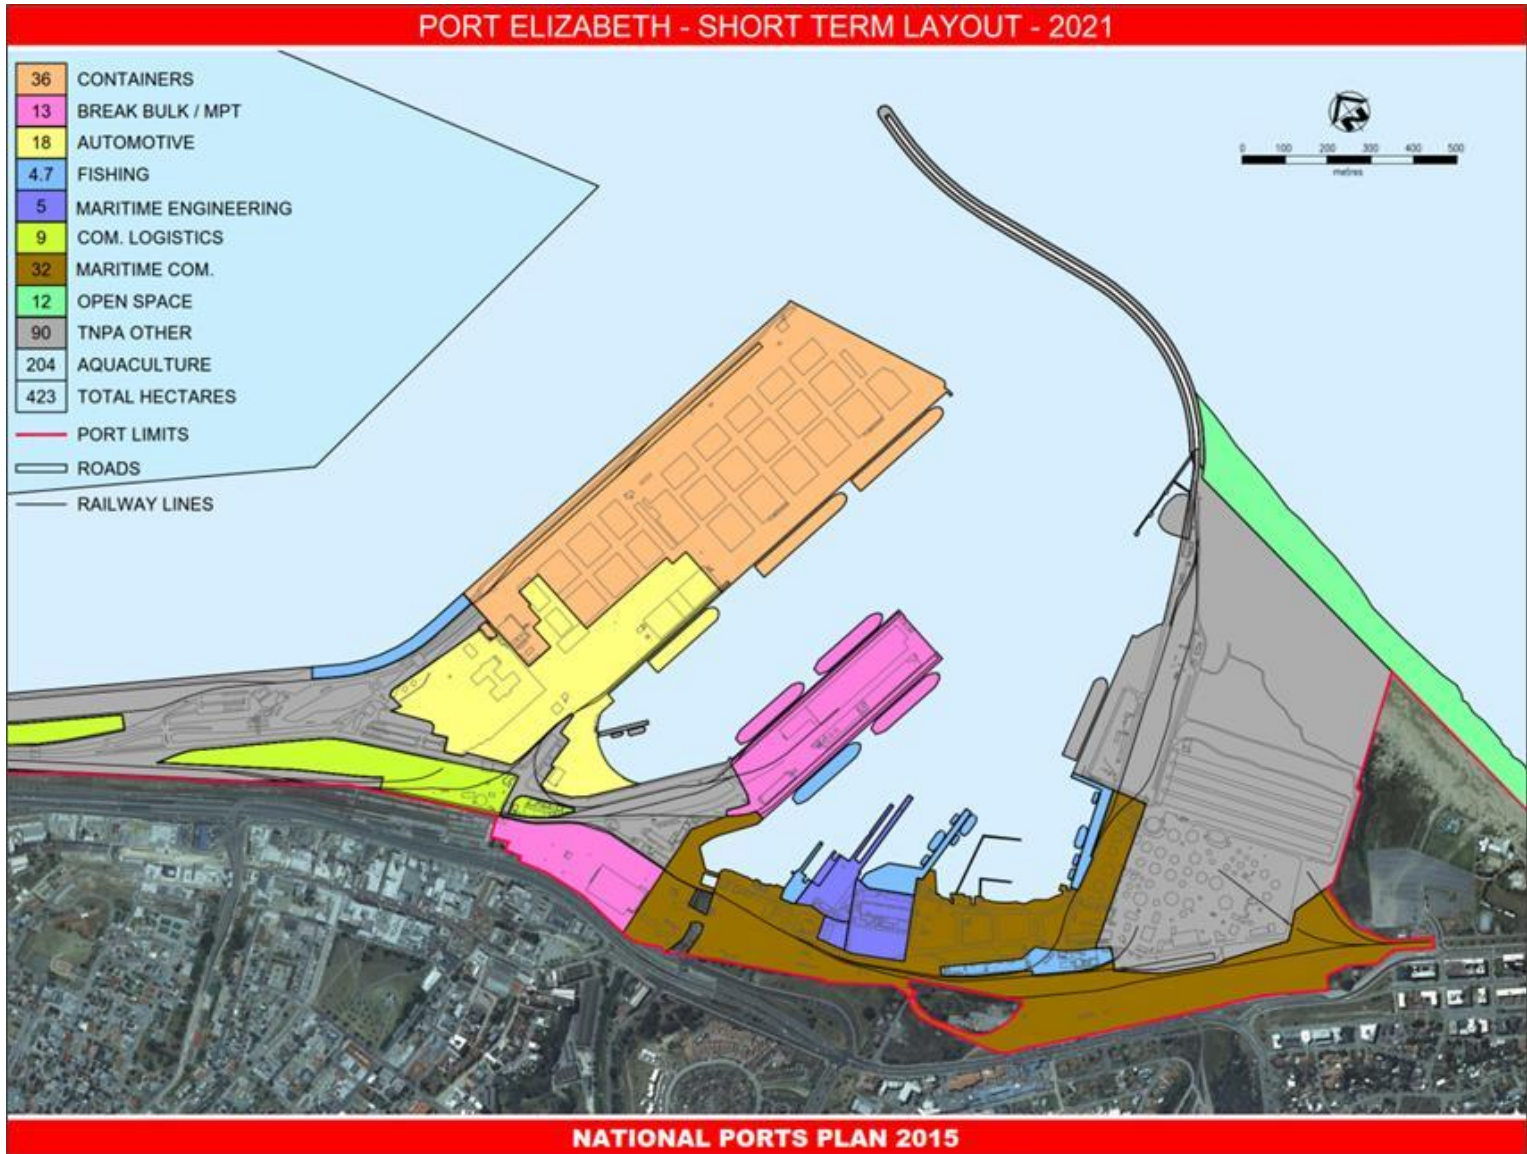 PORT ELIZABETH - SHORT TERM LAYOUT - 2021
36 CONTAINERS
13 BREAK BULK / MPT
18 AUTOMOTIVE
4.7 FISHING
5 MARITIME ENGINEERING
9 COM. LOGISTICS
32 MARITIME COM.
12 OPEN SPACE
90 TNPA OTHER
204 AQUACULTURE
423 TOTAL HECTARES
PORT LIMITS
ROADS
RAILWAY LINES
0 100 200 300 400 500
metres
NATIONAL PORTS PLAN 2015